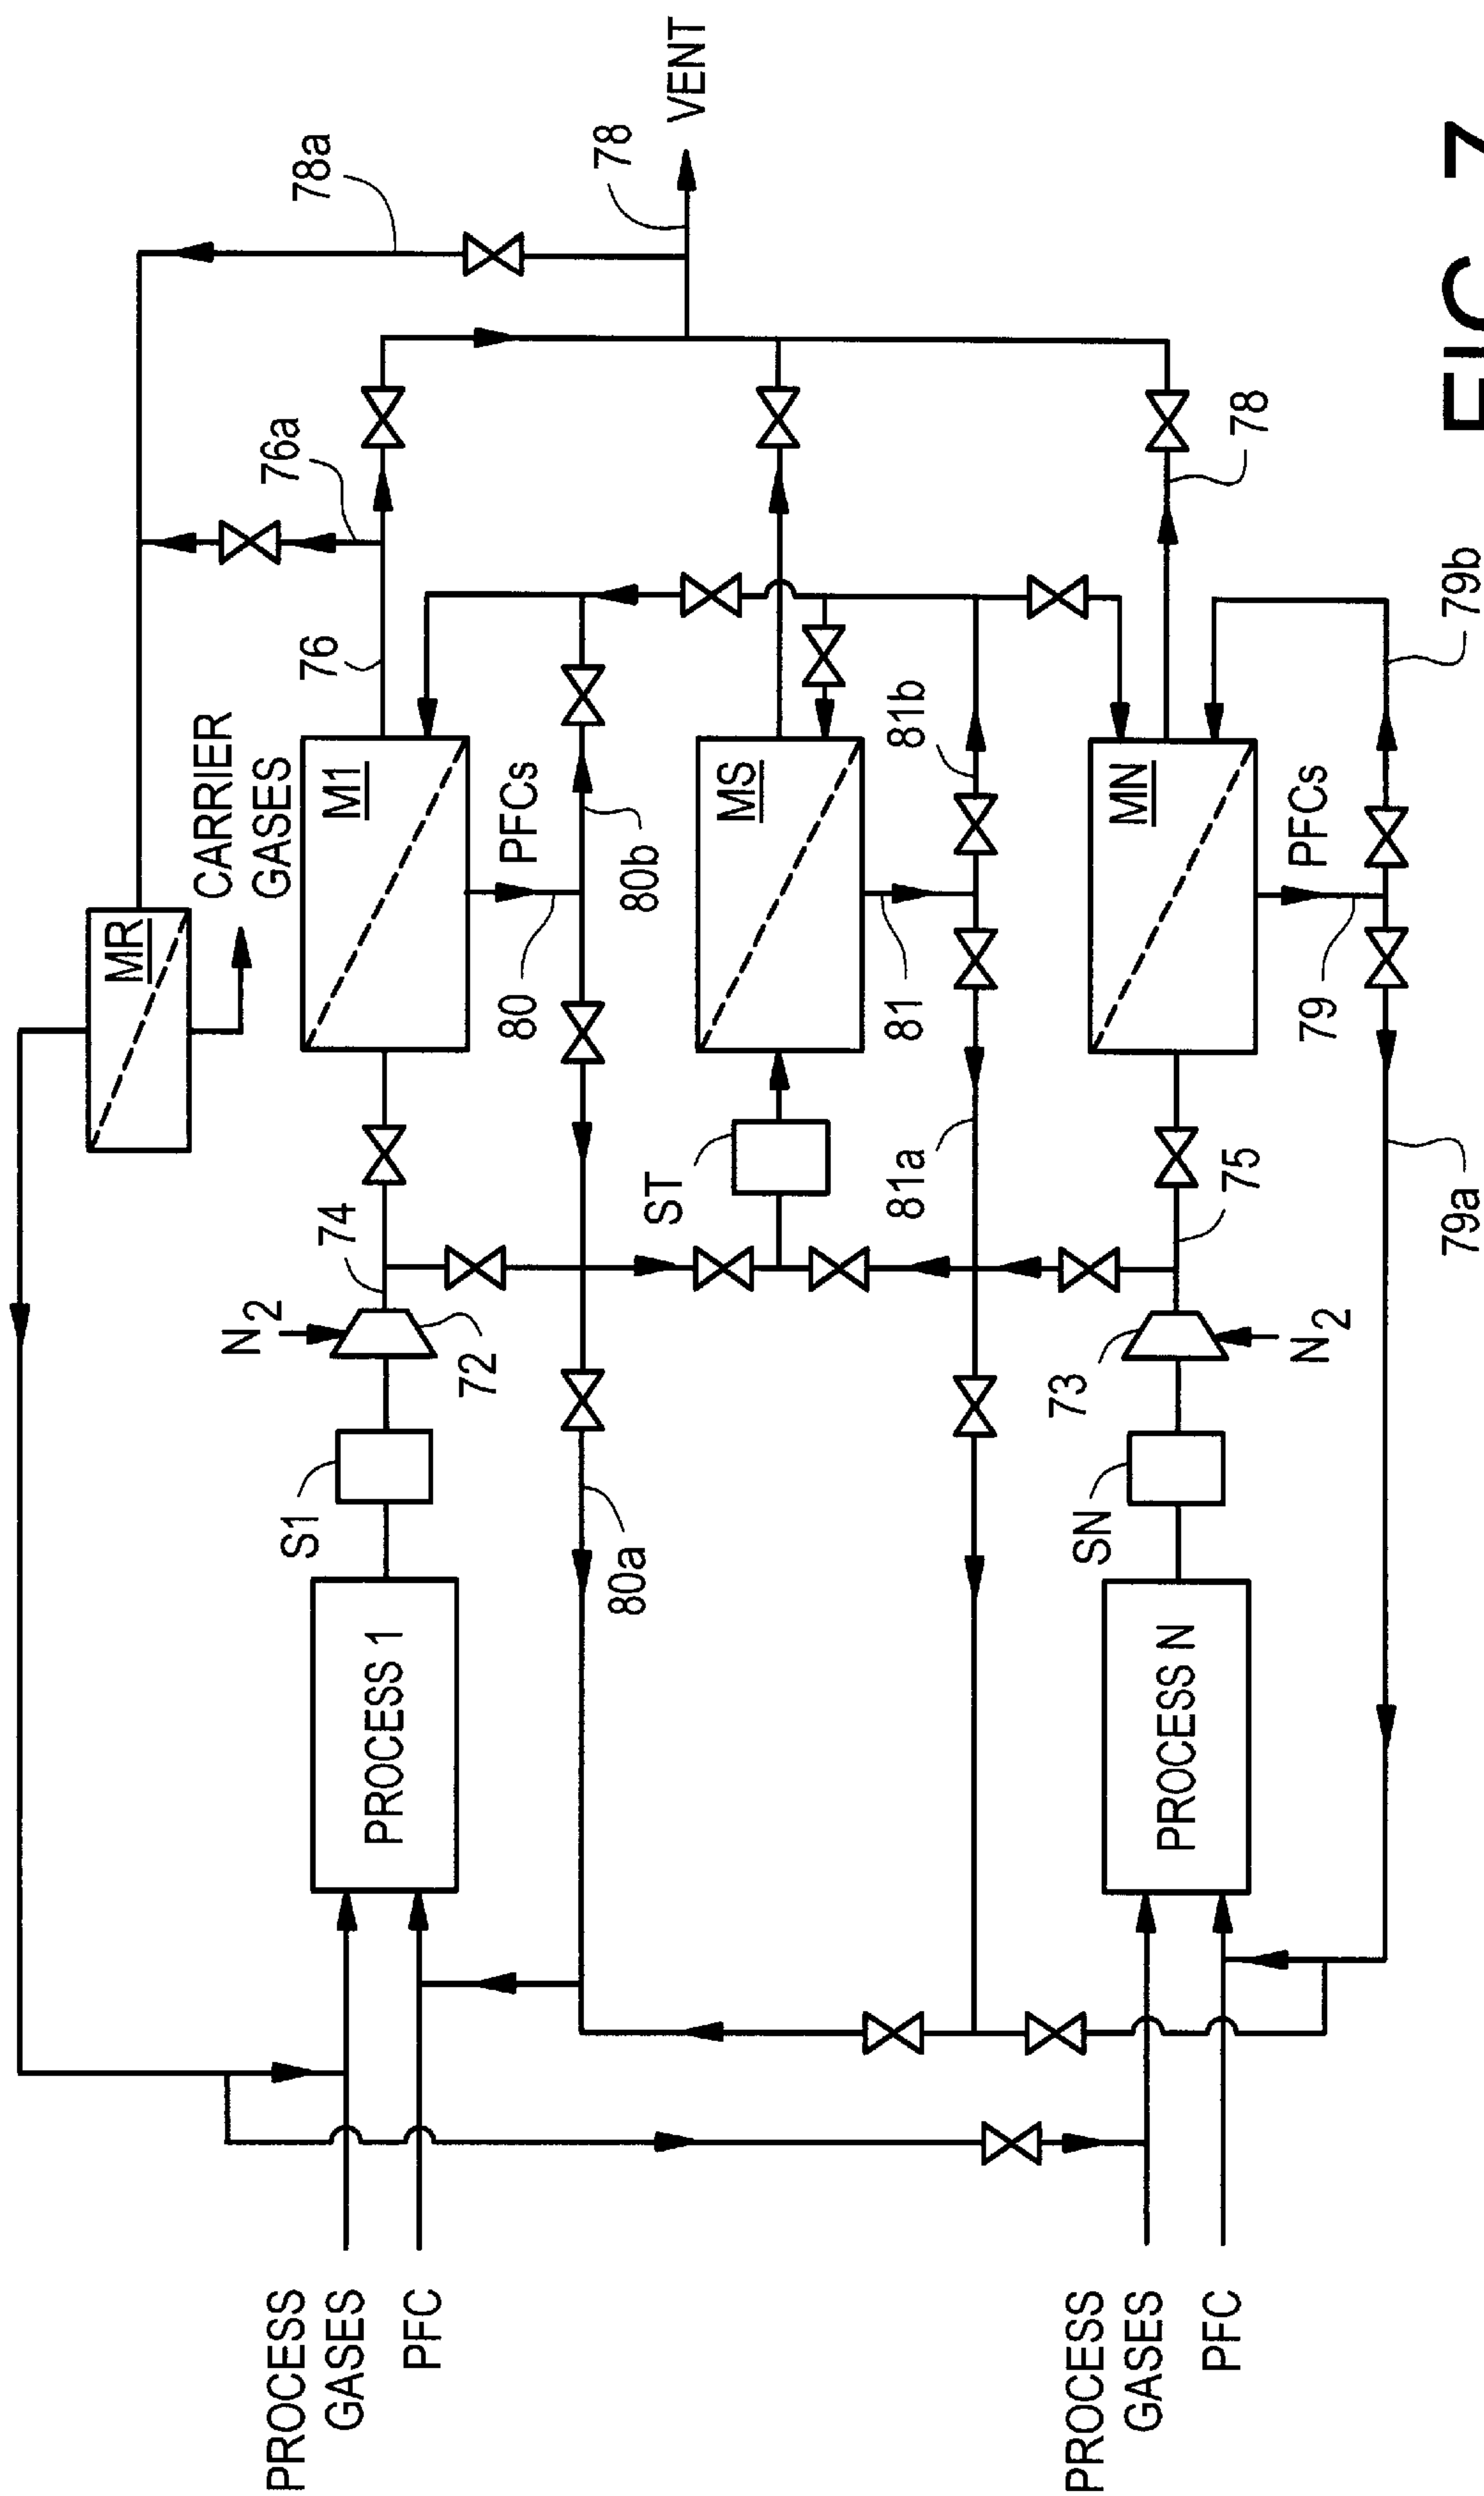 VENT
78
78a
76a
76
78
79b
CARRIER
GASES
MR
M1
PFCs
80b
80
MS
81b
81
MN
PFCs
79
79a
74
ST
81a
75
N2
72
73
N2
S1
80a
SN
PROCESS 1
PROCESS N
PROCESS
GASES
PFC
PROCESS
GASES
PFC